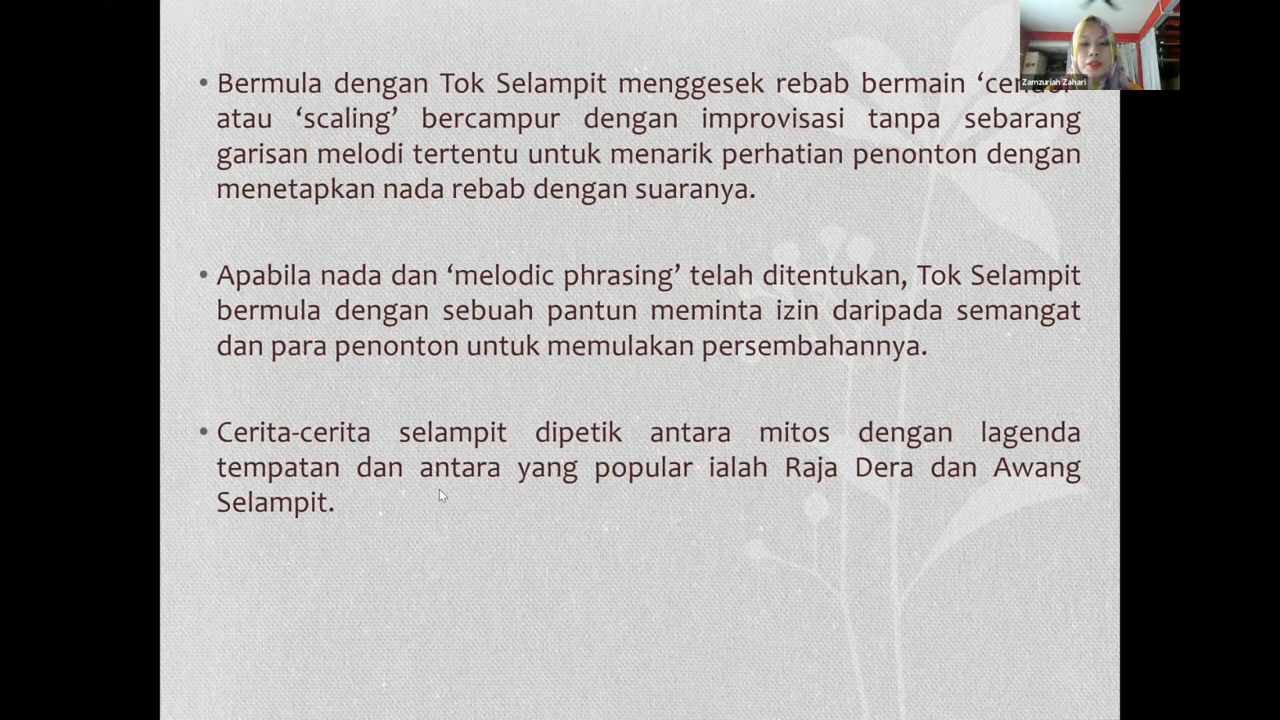 • Bermula dengan Tok Selampit menggesek rebab bermain
atau ‘scaling’ bercampur dengan improvisasi tanpa sebarang
garisan melodi tertentu untuk menarik perhatian penonton dengan
menetapkan nada rebab dengan suaranya.
• Apabila nada dan ‘melodic phrasing’ telah ditentukan, Tok Selampit
bermula dengan sebuah pantun meminta izin daripada semangat
dan para penonton untuk memulakan persembahannya.
• Cerita-cerita selampit dipetik antara mitos dengan lagenda
tempatan dan antara yang popular ialah Raja Dera dan Awang
Selampit.
Zamzuriah Zahari